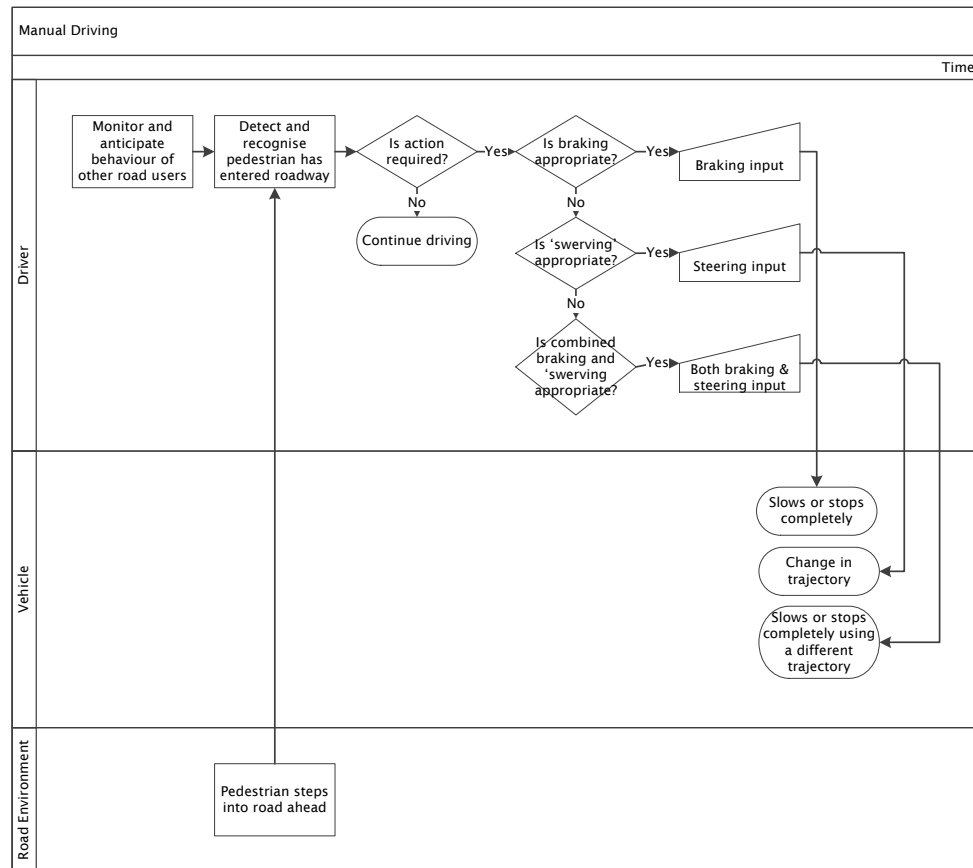 Manual Driving
Time
Driver
Monitor and
anticipate
behaviour of
other road users
Detect and
recognise
pedestrian has
entered roadway
Is action
required?
Yes
Is braking
appropriate?
Yes
Braking input
No
Continue driving
No
Is ‘swerving’
appropriate?
Yes
Steering input
No
Is combined
braking and
‘swerving
appropriate?
Yes
Both braking &
steering input
Vehicle
Slows or stops
completely
Change in
trajectory
Slows or stops
completely using
a different
trajectory
Road Environment
Pedestrian steps
into road ahead